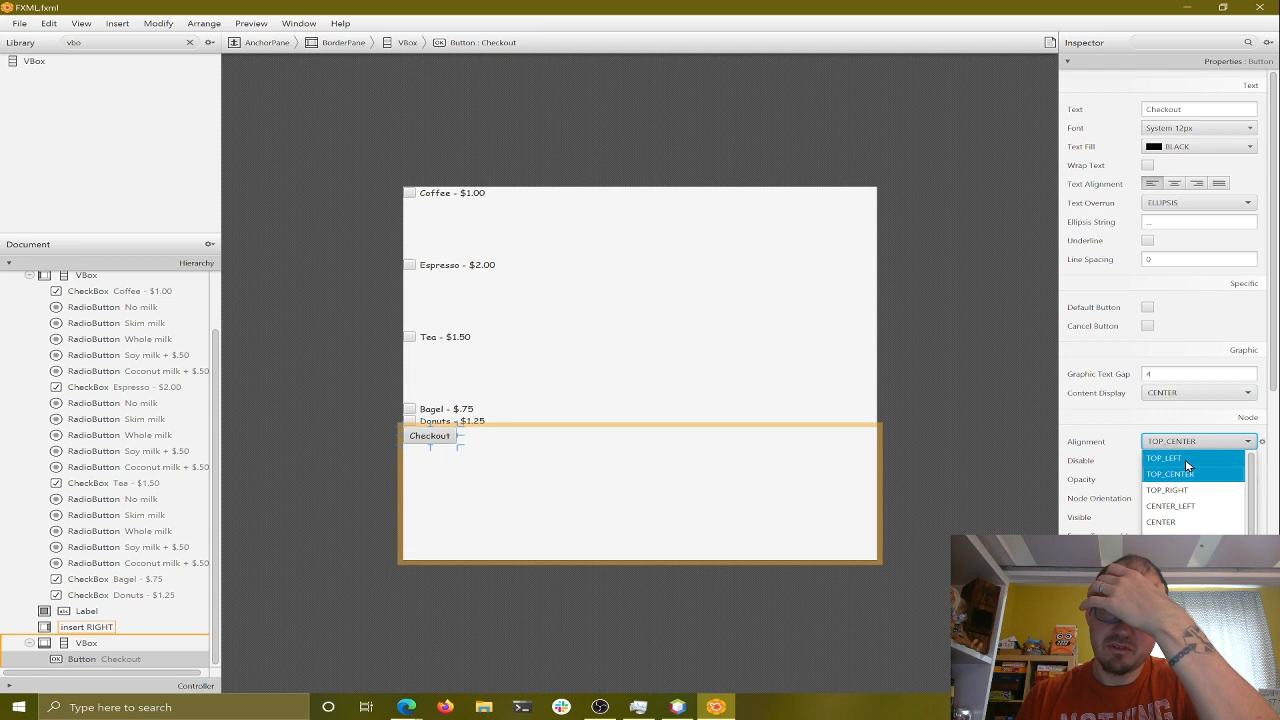 FXML.fxml
File Edit View Insert Modify Arrange Preview Window Help
Library vbo
AnchorPane BorderPane VBox OK Button : Checkout
Inspector
VBox
Properties : Button
Text
Text Checkout
Font System 12px
Text Fill BLACK
Wrap Text
Text Alignment
Text Overrun ELLIPSIS
Ellipsis String ...
Underline
Line Spacing 0
Specific
Default Button
Cancel Button
Graphic
Graphic Text Gap 4
Content Display CENTER
Node
Alignment TOP_CENTER
Disable TOP_LEFT
Opacity TOP_CENTER
Node Orientation TOP_RIGHT
Visible CENTER_LEFT
CENTER
Coffee - $1.00
Espresso - $2.00
Tea - $1.50
Bagel - $.75
Donuts - $1.25
Checkout
Document
Hierarchy
VBox
CheckBox Coffee - $1.00
RadioButton No milk
RadioButton Skim milk
RadioButton Whole milk
RadioButton Soy milk + $.50
RadioButton Coconut milk + $.50
CheckBox Espresso - $2.00
RadioButton No milk
RadioButton Skim milk
RadioButton Whole milk
RadioButton Soy milk + $.50
RadioButton Coconut milk + $.50
CheckBox Tea - $1.50
RadioButton No milk
RadioButton Skim milk
RadioButton Whole milk
RadioButton Soy milk + $.50
RadioButton Coconut milk + $.50
CheckBox Bagel - $.75
CheckBox Donuts - $1.25
abc Label
insert RIGHT
VBox
OK Button Checkout
Controller
Type here to search